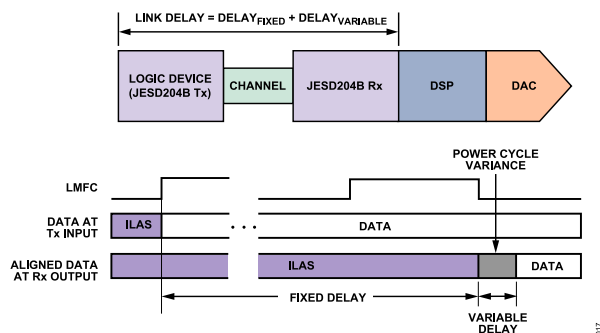 LINK DELAY = DELAYFIXED + DELAYVARIABLE
LOGIC DEVICE
(JESD204B Tx)
CHANNEL
JESD204B Rx
DSP
DAC
POWER CYCLE
VARIANCE
LMFC
DATA AT
Tx INPUT
ILAS
DATA
ALIGNED DATA
AT Rx OUTPUT
ILAS
DATA
FIXED DELAY
VARIABLE
DELAY